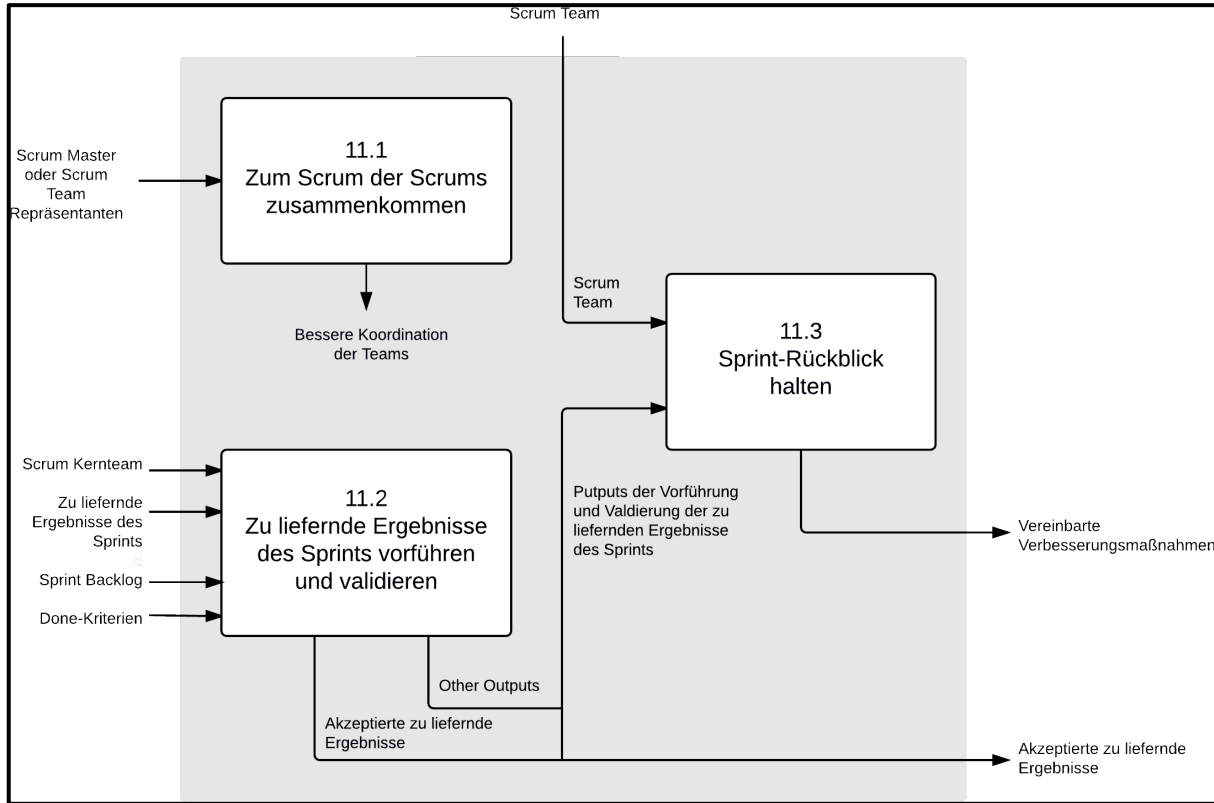 Scrum Team
11.1
Zum Scrum der Scrums
zusammenkommen
Scrum Master
oder Scrum
Team
Repräsentanten
Bessere Koordination
der Teams
Scrum
Team
11.3
Sprint-Rückblick
halten
Scrum Kernteam
Zu liefernde
Ergebnisse des
Sprints
Sprint Backlog
Done-Kriterien
11.2
Zu liefernde Ergebnisse
des Sprints vorführen
und validieren
Putputs der Vorführung
und Valdierung der zu
liefernden Ergebnisse
des Sprints
Vereinbarte
Verbesserungsmaßnahmen
Other Outputs
Akzeptierte zu liefernde
Ergebnisse
Akzeptierte zu liefernde
Ergebnisse